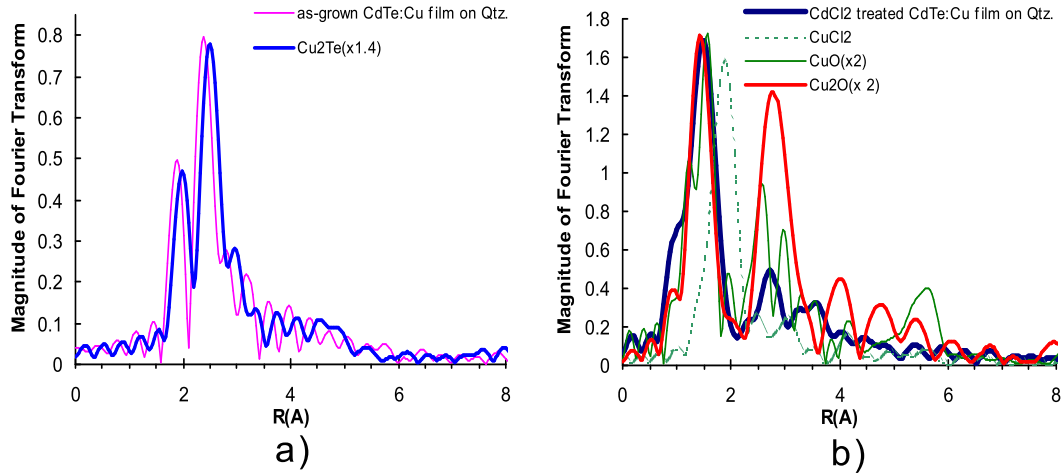 as-grown CdTe:Cu film on Qtz.
Cu2Te(x1.4)
Magnitude of Fourier Transform
0.8
0.7
0.6
0.5
0.4
0.3
0.2
0.1
0
0 2 4 6 8
R(A)
a)
CdCl2 treated CdTe:Cu film on Qtz.
CuCl2
CuO(x2)
Cu2O(x 2)
Magnitude of Fourier Transform
1.8
1.6
1.4
1.2
1
0.8
0.6
0.4
0.2
0
0 2 4 6 8
R(A)
b)